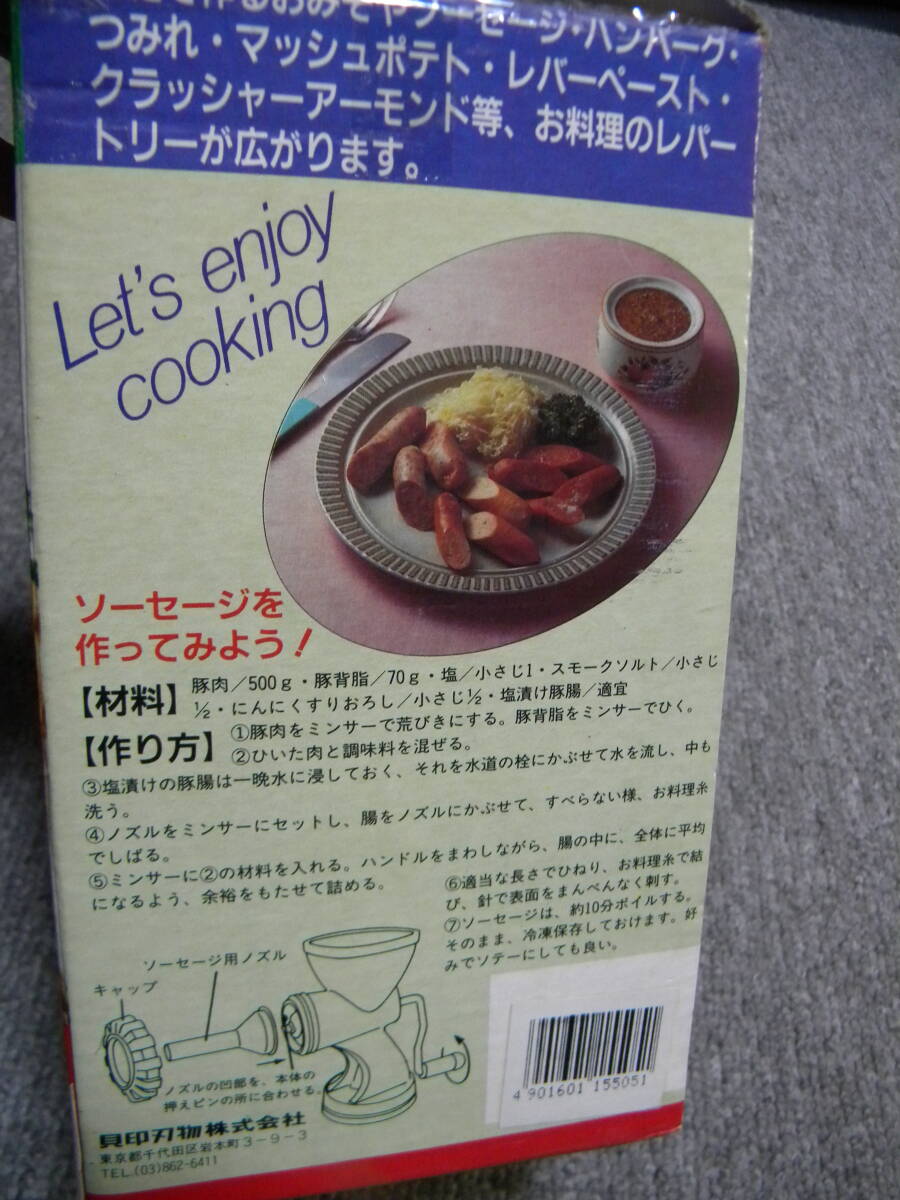 で作るおみそやソーセージ・ハンバーグ・
つみれ・マッシュポテト・レバーペースト・
クラッシャーアーモンド等、お料理のレパー
トリーが広がります。
Let's enjoy
cooking
ソーセージを
作ってみよう!
【材料】豚肉/500g・豚背脂/70g・塩/小さじ1・スモークソルト/小さじ
½・にんにくすりおろし/小さじ½・塩漬け豚腸/適宜
【作り方】①豚肉をミンサーで荒びきにする。豚背脂をミンサーでひく。
②ひいた肉と調味料を混ぜる。
③塩漬けの豚腸は一晩水に浸しておく、それを水道の栓にかぶせて水を流し、中も
洗う。
④ノズルをミンサーにセットし、腸をノズルにかぶせて、すべらない様、お料理糸
でしばる。
⑤ミンサーに②の材料を入れる。ハンドルをまわしながら、腸の中に、全体に平均
になるよう、余裕をもたせて詰める。
⑥適当な長さでひねり、お料理糸で結
び、針で表面をまんべんなく刺す。
⑦ソーセージは、約10分ボイルする。
そのまま、冷凍保存しておけます。好
みでソテーにしても良い。
ソーセージ用ノズル
キャップ
ノズルの凹部を、本体の
押えピンの所に合わせる。
貝印刃物株式会社
東京都千代田区岩本町3-9-3
TEL.(03)862-6411
4 901601 155051